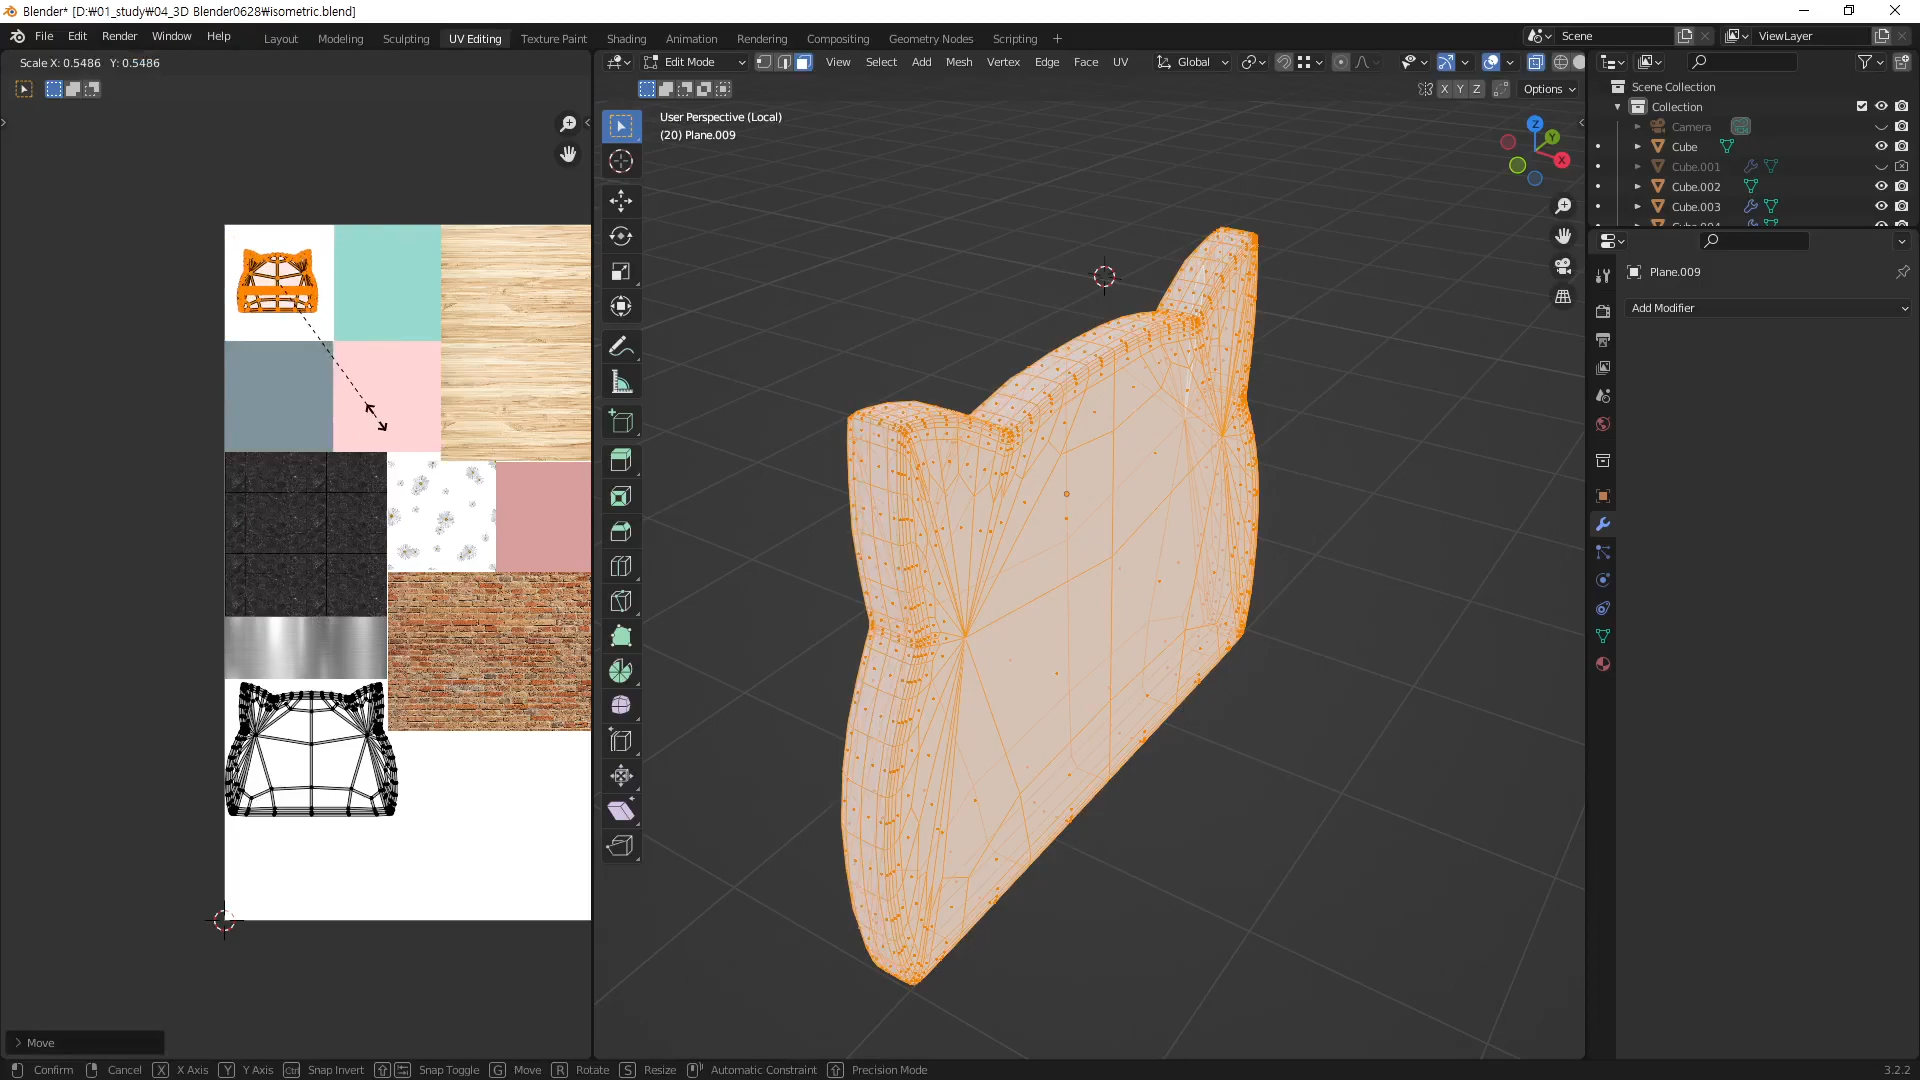 Blender* [D:₩01_study₩04_3D Blender0628₩isometric.blend]
File Edit Render Window Help Layout Modeling Sculpting UV Editing Texture Paint Shading Animation Rendering Compositing Geometry Nodes Scripting + Scene ViewLayer
Scale X: 0.5486 Y: 0.5486
Edit Mode View Select Add Mesh Vertex Edge Face UV Global
X Y Z Options
User Perspective (Local)
(20) Plane.009
Z
Y
X
Scene Collection
Collection
Camera
Cube
Cube.001
Cube.002
Cube.003
Plane.009
Add Modifier
Move
Confirm Cancel X X Axis Y Y Axis Ctrl Snap Invert Snap Toggle G Move R Rotate S Resize Automatic Constraint Precision Mode 3.2.2